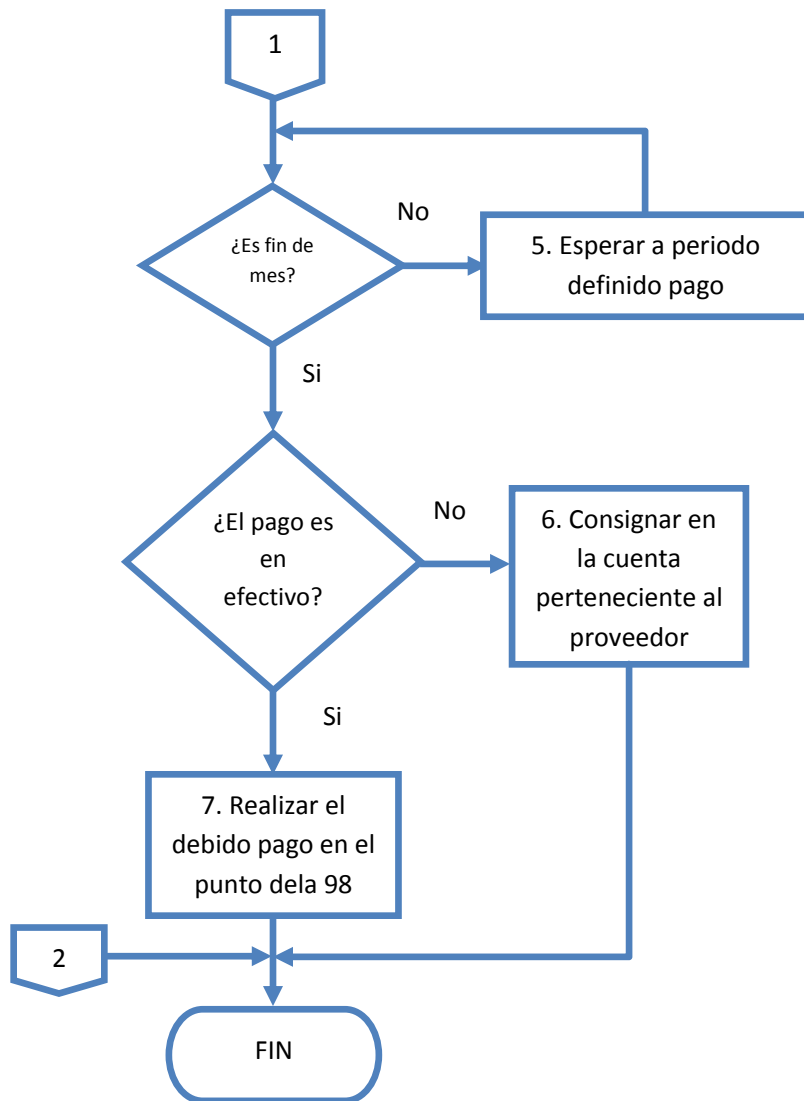 1
¿Es fin de
mes?
No
5. Esperar a periodo
definido pago
Si
¿El pago es
en
efectivo?
No
6. Consignar en
la cuenta
perteneciente al
proveedor
Si
7. Realizar el
debido pago en el
punto dela 98
2
FIN